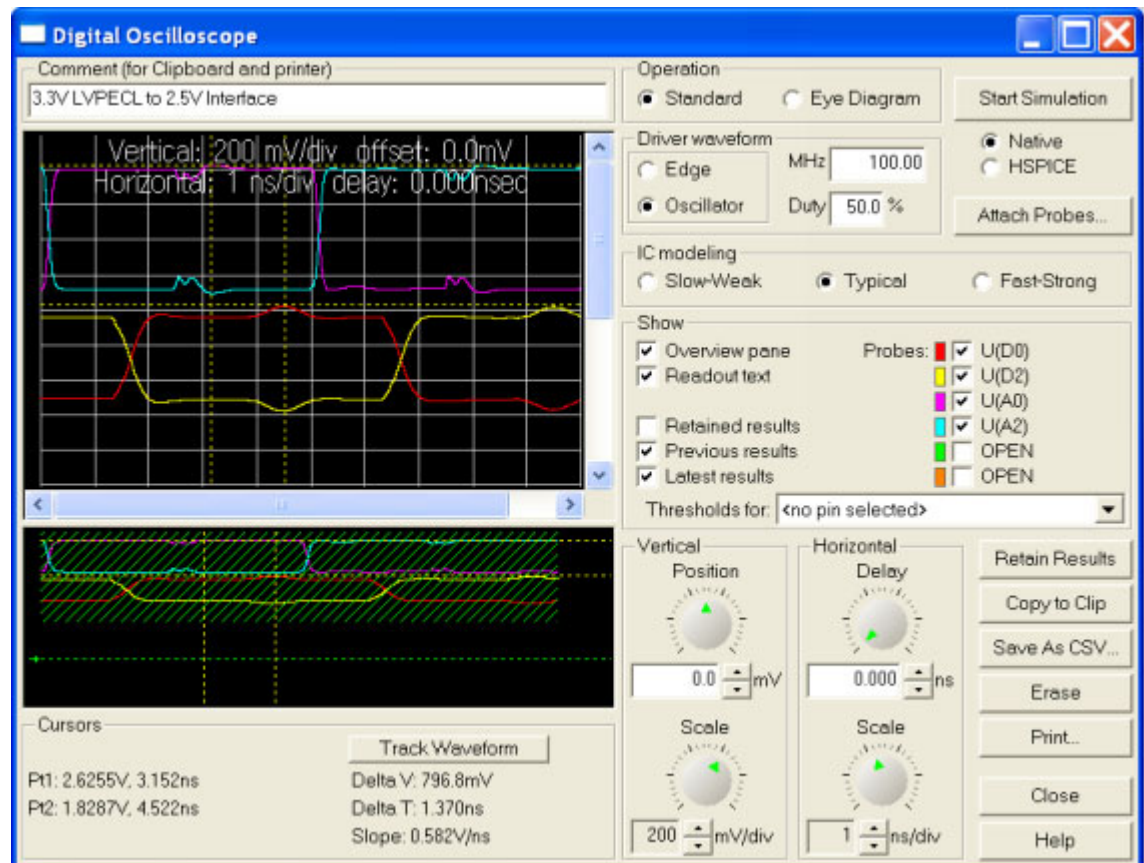 Digital Oscilloscope
Comment (for Clipboard and printer)
3.3V LVPECL to 2.5V Interface
Vertical: 200 mV/div offset: 0.0mV
Horizontal: 1 ns/div delay: 0.000nsec
Operation
Standard
Eye Diagram
Start Simulation
Driver waveform
Edge
Oscillator
MHz 100.00
Duty 50.0 %
Native
HSPICE
Attach Probes...
IC modeling
Slow-Weak
Typical
Fast-Strong
Show
Overview pane
Readout text
Retained results
Previous results
Latest results
Probes:
U(D0)
U(D2)
U(A0)
U(A2)
OPEN
OPEN
Thresholds for: <no pin selected>
Vertical
Position
0.0 mV
Scale
200 mV/div
Horizontal
Delay
0.000 ns
Scale
1 ns/div
Retain Results
Copy to Clip
Save As CSV...
Erase
Print...
Close
Help
Cursors
Track Waveform
Pt1: 2.6255V, 3.152ns
Pt2: 1.8287V, 4.522ns
Delta V: 796.8mV
Delta T: 1.370ns
Slope: 0.582V/ns